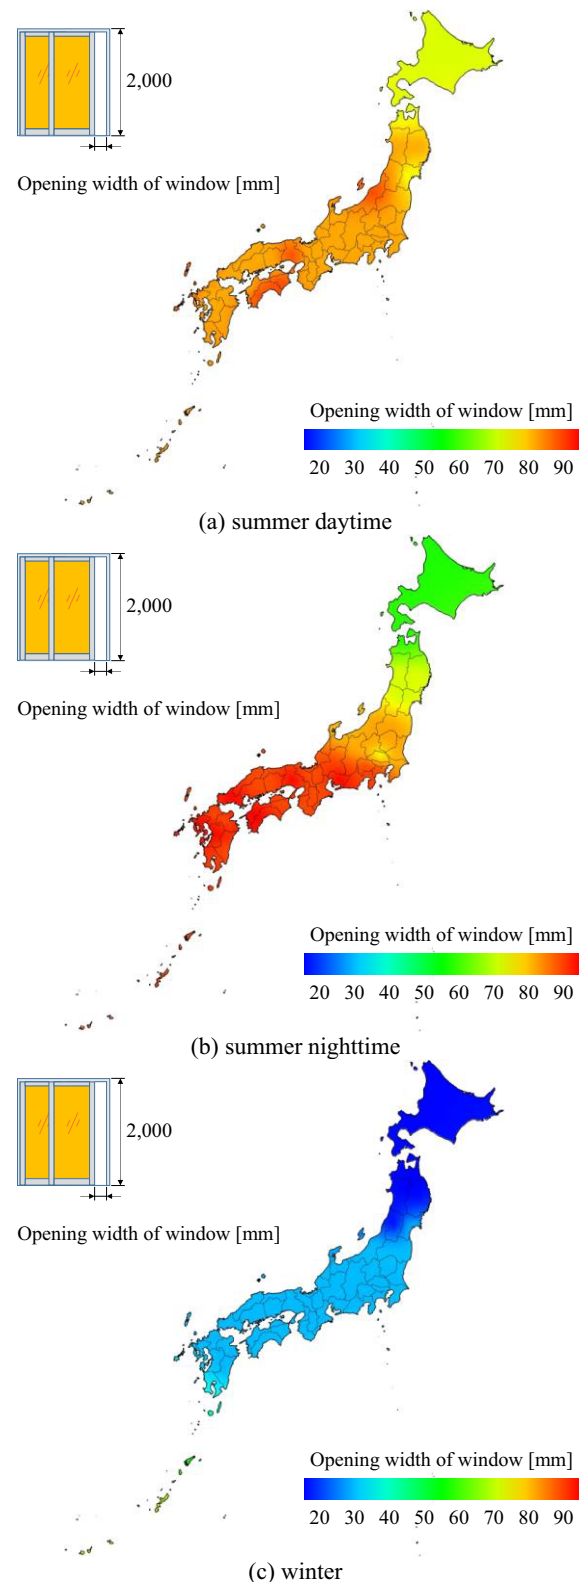 2,000
Opening width of window [mm]
Opening width of window [mm]
20 30 40 50 60 70 80 90
(a) summer daytime
2,000
Opening width of window [mm]
Opening width of window [mm]
20 30 40 50 60 70 80 90
(b) summer nighttime
2,000
Opening width of window [mm]
Opening width of window [mm]
20 30 40 50 60 70 80 90
(c) winter